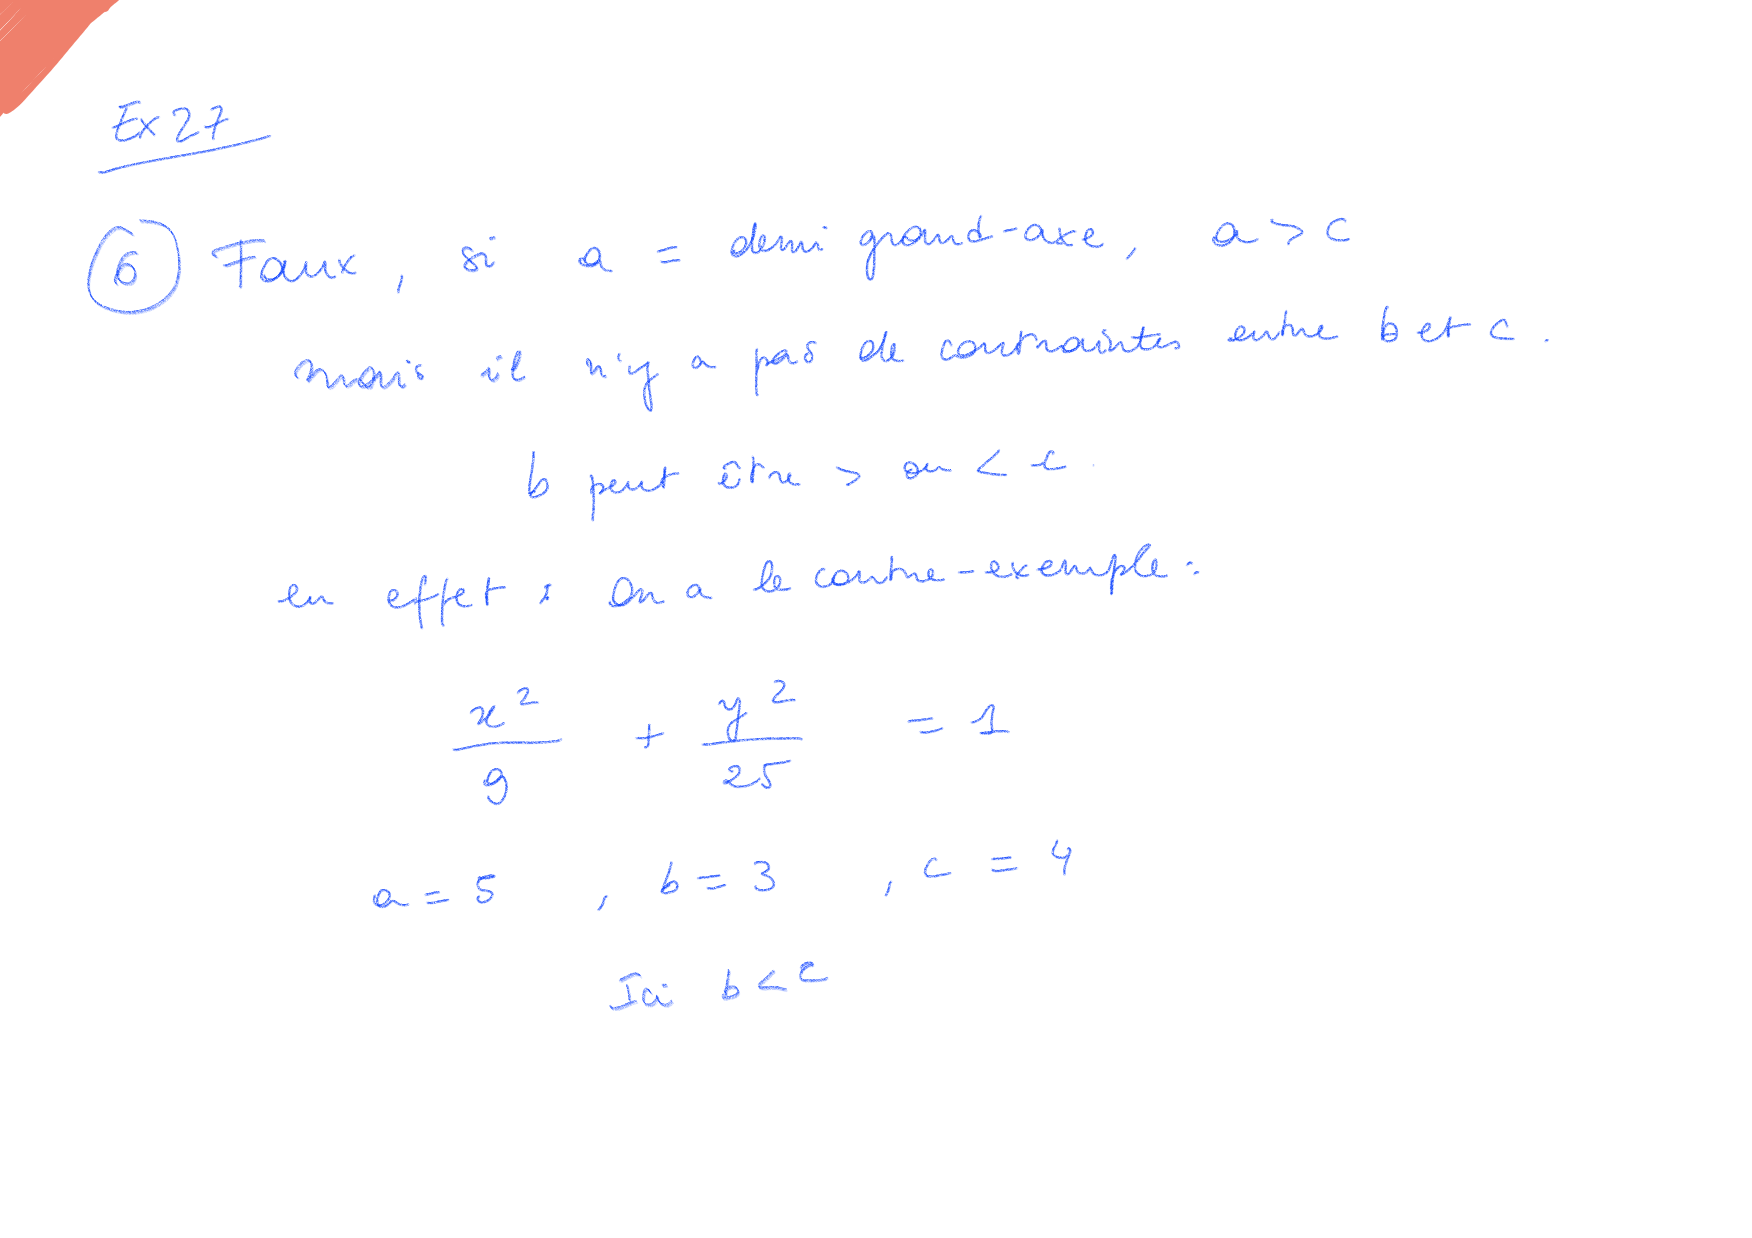 Ex 27
6 Faux, si a = demi grand-axe, a > c
mais il n'y a pas de contraintes entre b et c.
b peut être > ou < c.
en effet : On a le contre-exemple :
x²/9 + y²/25 = 1
a = 5 , b = 3 , c = 4
Ici b < c